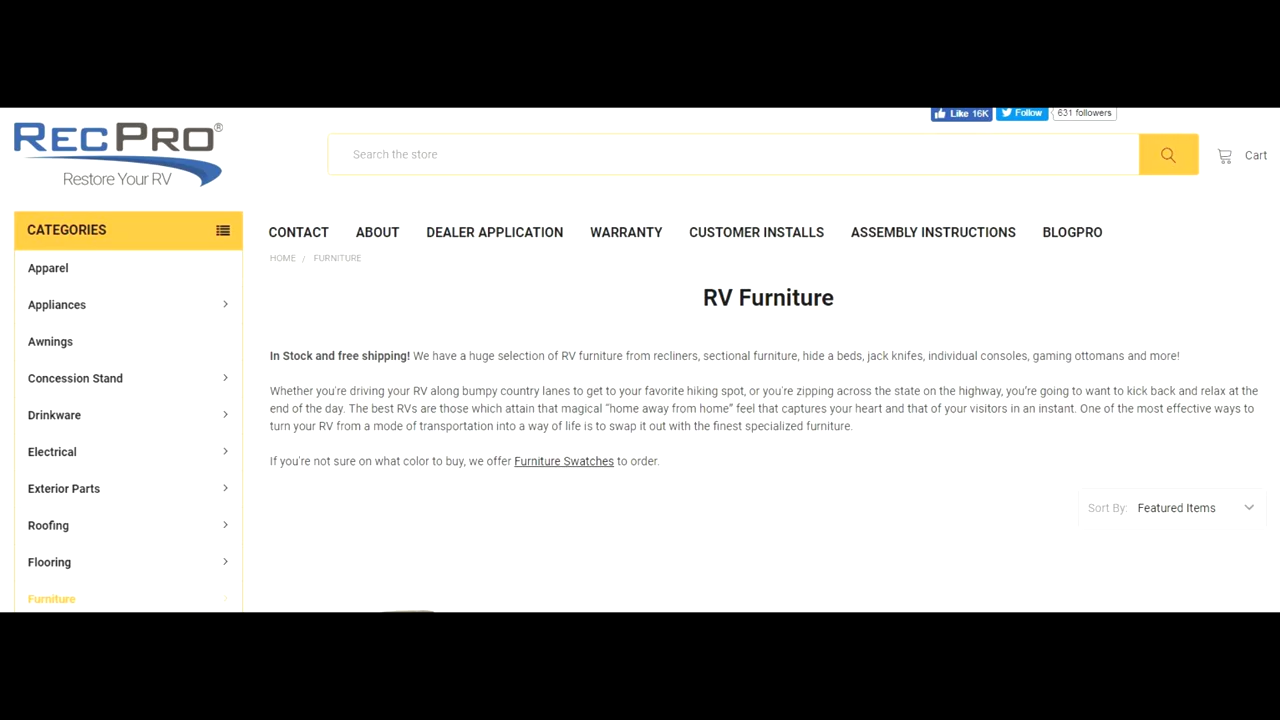 Like 16K
Follow
631 followers
RECPRO®
Restore Your RV
Search the store
Cart
CATEGORIES
Apparel
Appliances
Awnings
Concession Stand
Drinkware
Electrical
Exterior Parts
Roofing
Flooring
Furniture
CONTACT ABOUT DEALER APPLICATION WARRANTY CUSTOMER INSTALLS ASSEMBLY INSTRUCTIONS BLOGPRO
HOME / FURNITURE
RV Furniture
In Stock and free shipping! We have a huge selection of RV furniture from recliners, sectional furniture, hide a beds, jack knifes, individual consoles, gaming ottomans and more!
Whether you're driving your RV along bumpy country lanes to get to your favorite hiking spot, or you're zipping across the state on the highway, you’re going to want to kick back and relax at the
end of the day. The best RVs are those which attain that magical “home away from home” feel that captures your heart and that of your visitors in an instant. One of the most effective ways to
turn your RV from a mode of transportation into a way of life is to swap it out with the finest specialized furniture.
If you're not sure on what color to buy, we offer Furniture Swatches to order.
Sort By: Featured Items